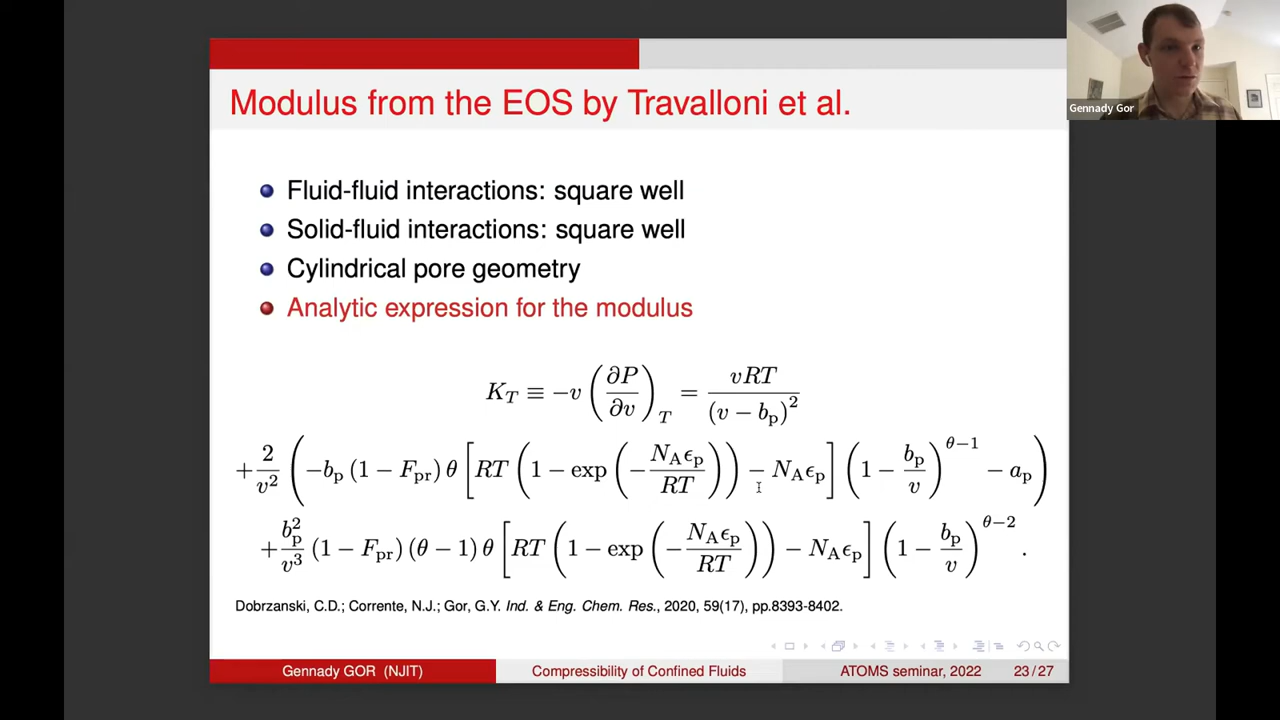 Modulus from the EOS by Travalloni et al.
Gennady Gor
Fluid-fluid interactions: square well
Solid-fluid interactions: square well
Cylindrical pore geometry
Analytic expression for the modulus
K_T ≡ −v (∂P/∂v)_T = vRT/(v − b_p)^2
+ 2/v^2 (−b_p (1 − F_pr) θ [RT (1 − exp (−N_A ϵ_p/RT)) − N_A ϵ_p] (1 − b_p/v)^{θ−1} − a_p)
+ b_p^2/v^3 (1 − F_pr) (θ − 1) θ [RT (1 − exp (−N_A ϵ_p/RT)) − N_A ϵ_p] (1 − b_p/v)^{θ−2} .
Dobrzanski, C.D.; Corrente, N.J.; Gor, G.Y. Ind. & Eng. Chem. Res., 2020, 59(17), pp.8393-8402.
Gennady GOR (NJIT) Compressibility of Confined Fluids ATOMS seminar, 2022 23 / 27